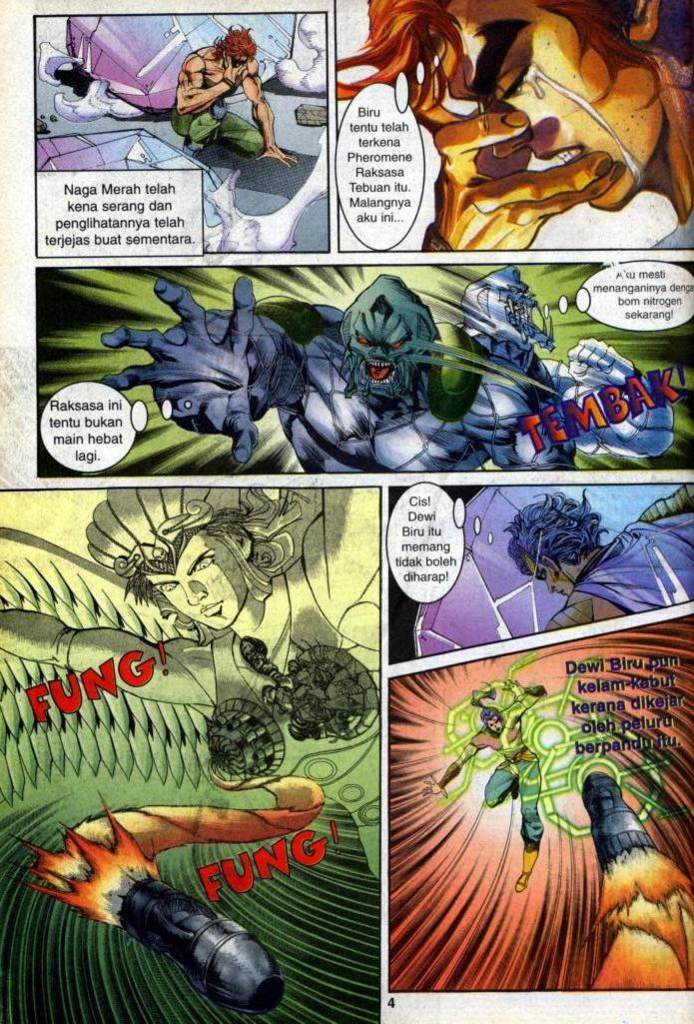 Naga Merah telah
kena serang dan
penglihatannya telah
terjejas buat sementara.
Biru
tentu telah
terkena
Pheromene
Raksasa
Tebuan itu.
Malangnya
aku ini...
Aku mesti
menanganinya denga
bom nitrogen
sekarang!
Raksasa ini
tentu bukan
main hebat
lagi.
TEMBAK!
FUNG!
FUNG!
Cis!
Dewi
Biru itu
memang
tidak boleh
diharap!
Dewi Biru pun
kelam-kabut
kerana dikejar
oleh peluru
berpandu itu.
4